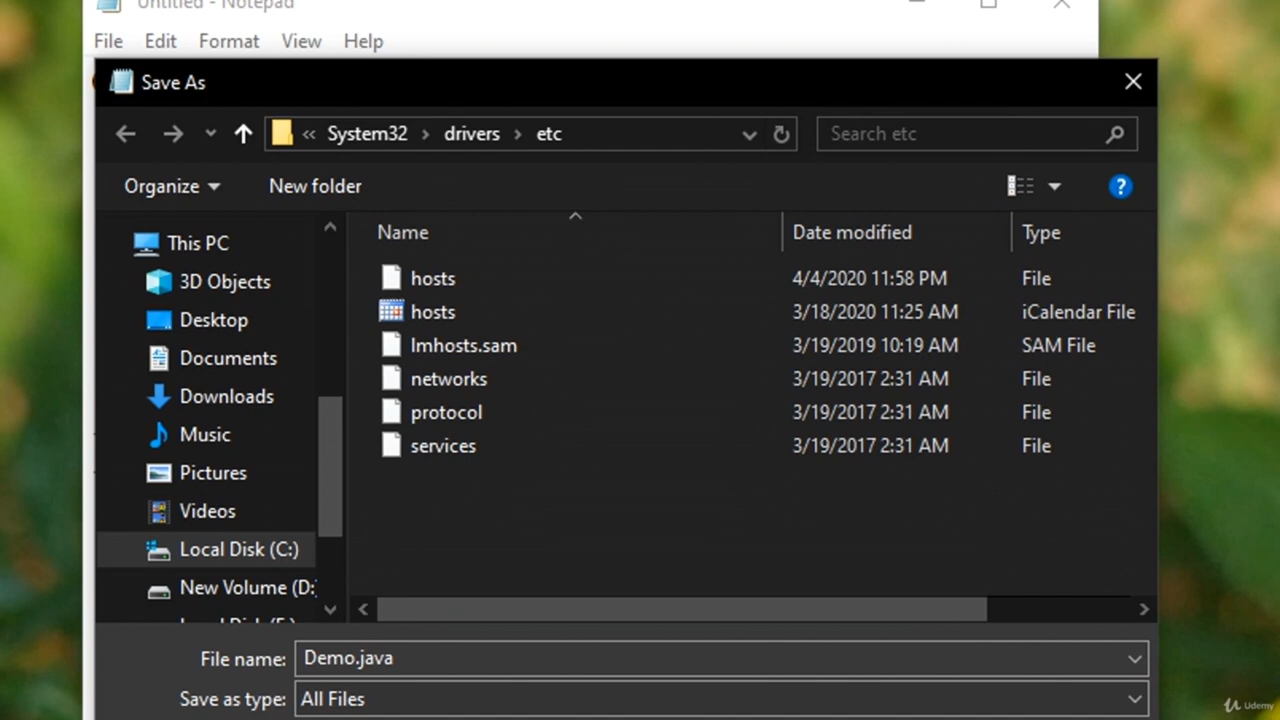 Untitled - Notepad
File Edit Format View Help
Save As
« System32 › drivers › etc
Search etc
Organize
New folder
?
Name Date modified Type
This PC
3D Objects
Desktop
Documents
Downloads
Music
Pictures
Videos
Local Disk (C:)
New Volume (D:
hosts 4/4/2020 11:58 PM File
hosts 3/18/2020 11:25 AM iCalendar File
lmhosts.sam 3/19/2019 10:19 AM SAM File
networks 3/19/2017 2:31 AM File
protocol 3/19/2017 2:31 AM File
services 3/19/2017 2:31 AM File
File name: Demo.java
Save as type: All Files
Udemy